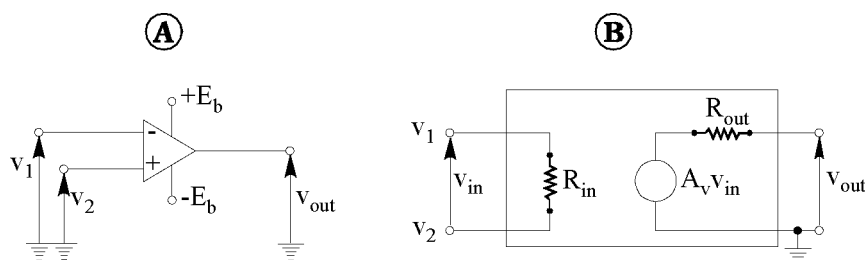 A
+E_b
-
+
v_1
v_2
-E_b
v_out
B
v_1
v_in
v_2
R_in
A_v v_in
R_out
v_out